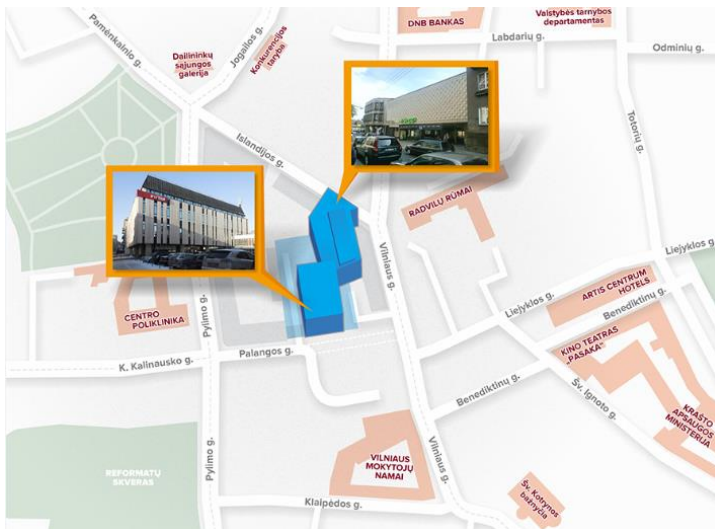 Pamėnkalnio g.
Dailininkų
sąjungos
galerija
Jogailos g.
Konkurencijos
taryba
DNB BANKAS
Valstybės tarnybos
departamentas
Labdarių g.
Odminių g.
Totorių g.
Islandijos g.
RADVILŲ RŪMAI
Vilniaus g.
Liejyklos g.
Liejyklos g.
ARTIS CENTRUM
HOTELS
Benediktinų g.
CENTRO
POLIKLINIKA
Pylimo g.
Palangos g.
K. Kalinausko g.
KINO TEATRAS
„PASAKA"
Benediktinų g.
Šv. Ignoto g.
KRAŠTO
APSAUGOS
MINISTERIJA
REFORMATŲ
SKVERAS
Pylimo g.
VILNIAUS
MOKYTOJŲ
NAMAI
Vilniaus g.
Klaipėdos g.
Šv. Kotrynos
bažnyčia